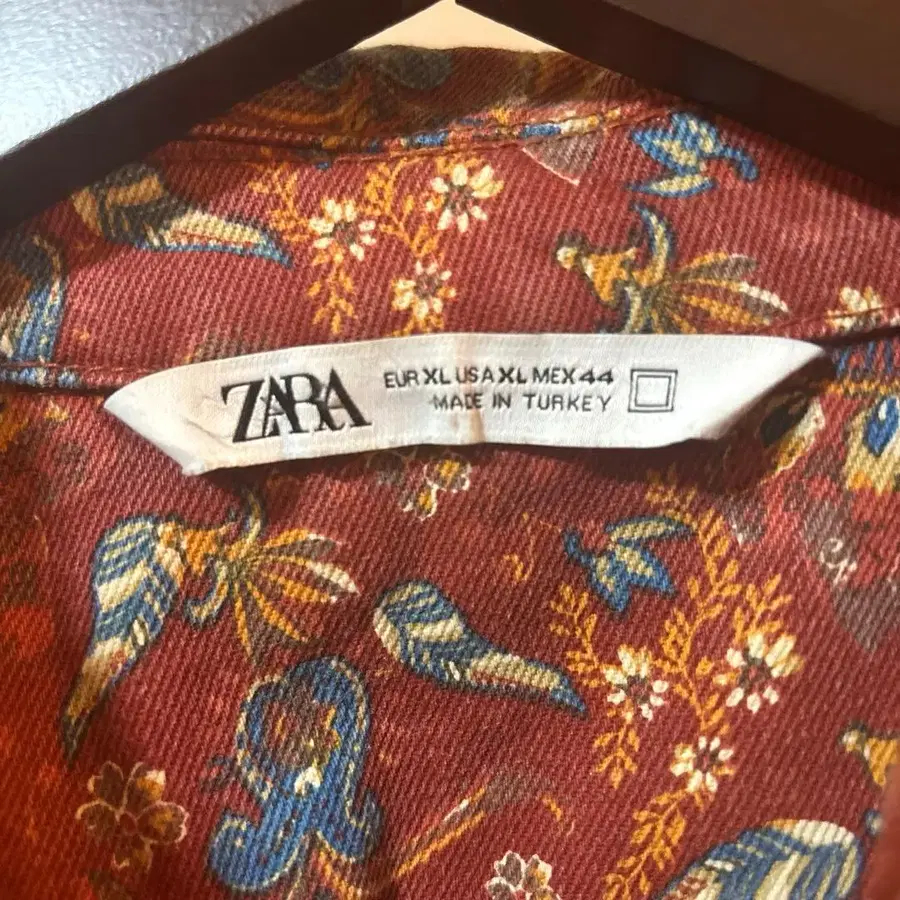 ZARA
EUR XL USA XL MEX 44
MADE IN TURKEY